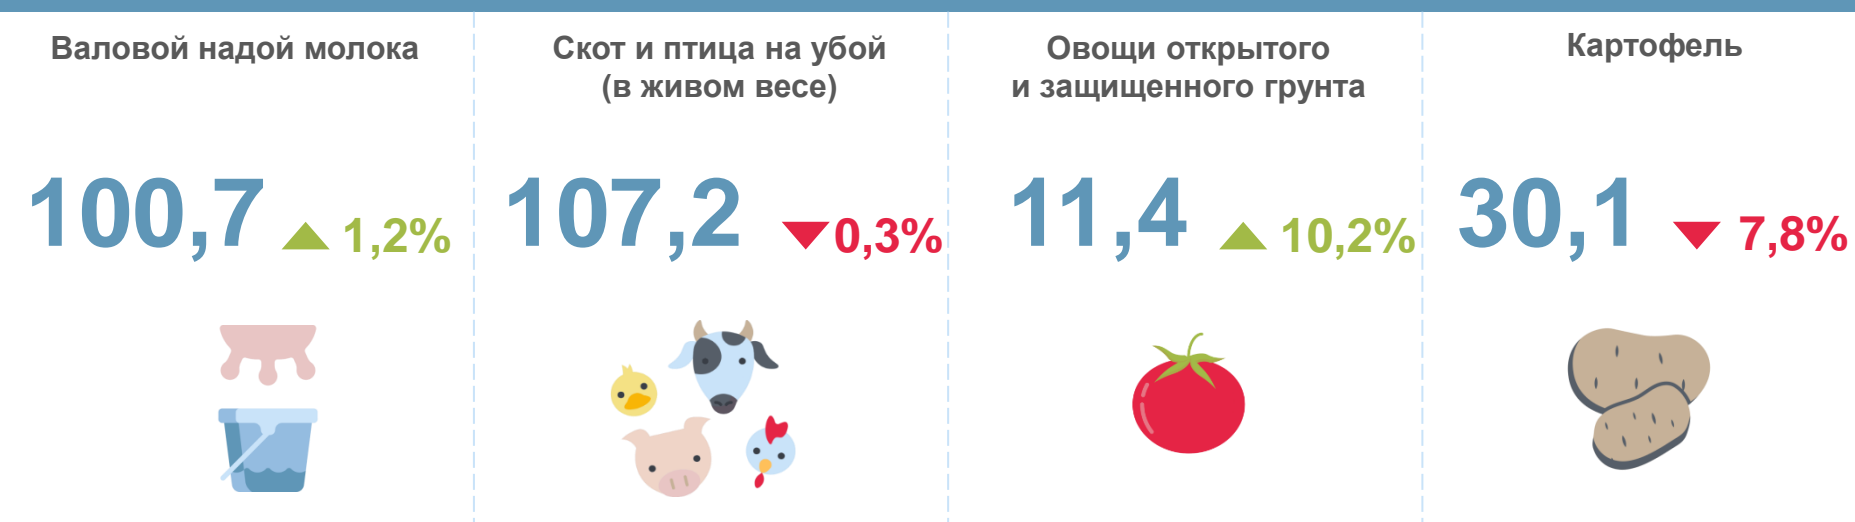 Валовой надой молока
100,7 1,2%
Скот и птица на убой
(в живом весе)
107,2 0,3%
Овощи открытого
и защищенного грунта
11,4 10,2%
Картофель
30,1 7,8%